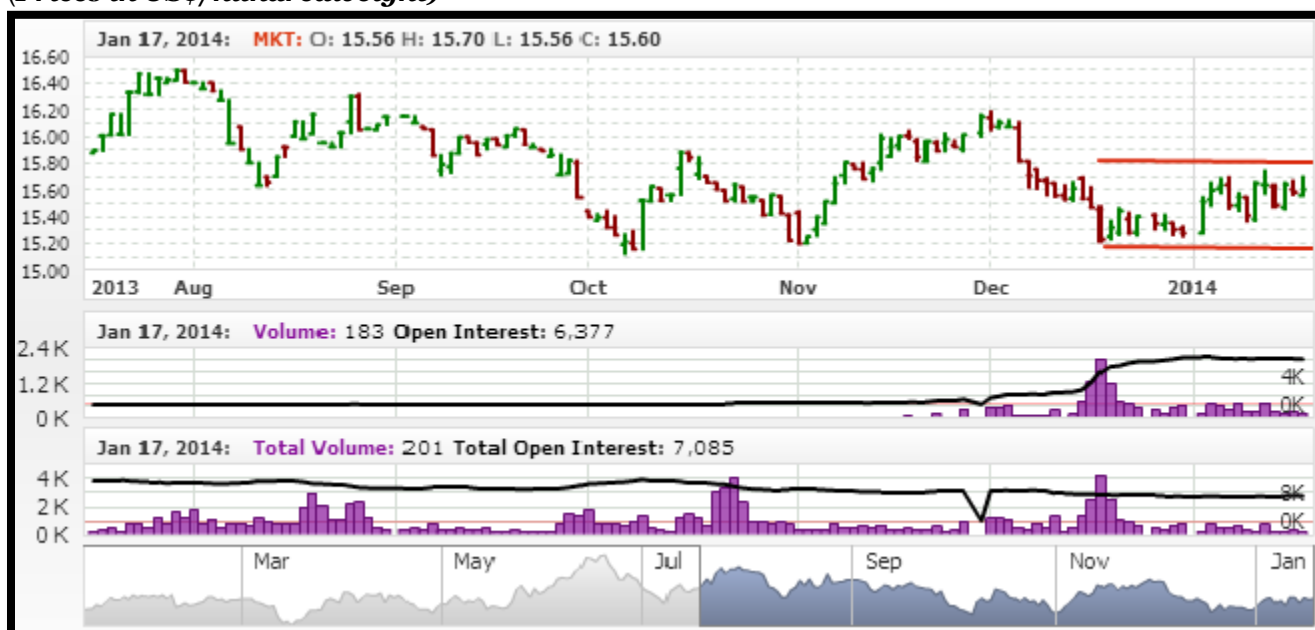 Jan 17, 2014: MKT: O: 15.56 H: 15.70 L: 15.56 C: 15.60
16.60
16.40
16.20
16.00
15.80
15.60
15.40
15.20
15.00
2013 Aug Sep Oct Nov Dec 2014
Jan 17, 2014: Volume: 183 Open Interest: 6,377
2.4K
1.2K
0K
4K
0K
Jan 17, 2014: Total Volume: 201 Total Open Interest: 7,085
4K
2K
0K
8K
0K
Mar May Jul Sep Nov Jan